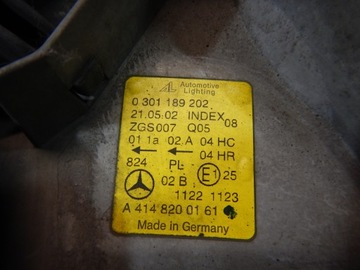 AL Automotive
Lighting
0 301 189 202
21.05.02 INDEX 08
ZGS007 Q05
01 1a 02 A 04 HC
04 HR
824 PL
02 B E1 25
1122 1123
A 414 820 01 61
Made in Germany